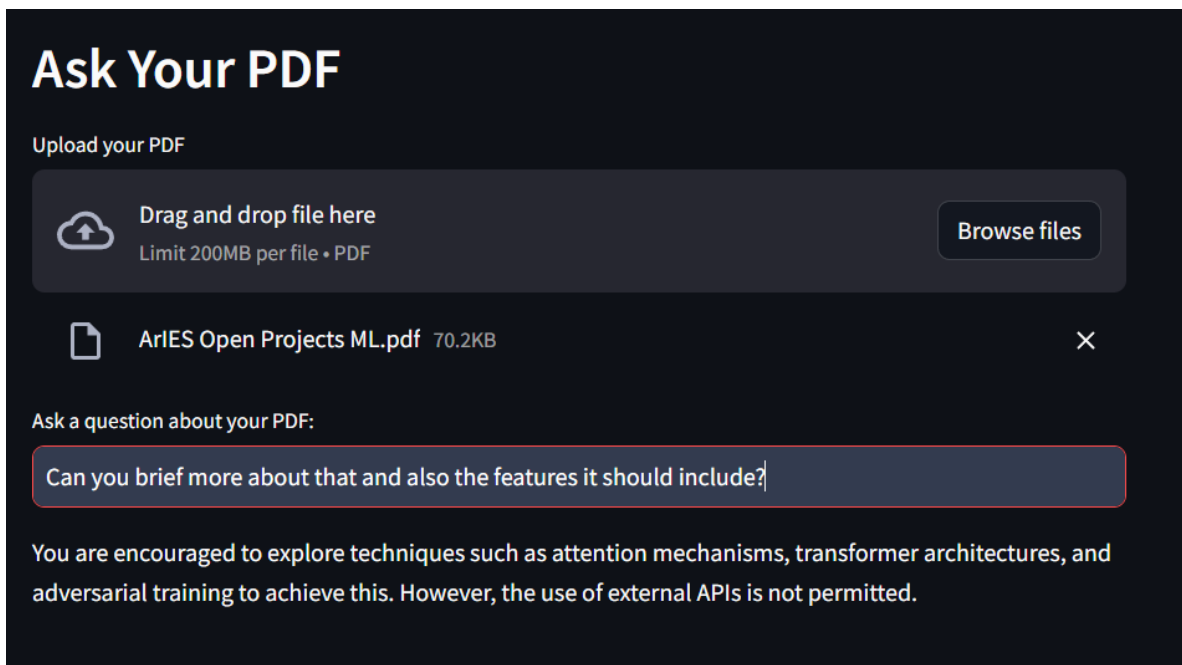 Ask Your PDF
Upload your PDF
Drag and drop file here
Limit 200MB per file • PDF
Browse files
ArIES Open Projects ML.pdf 70.2KB
Ask a question about your PDF:
Can you brief more about that and also the features it should include?
You are encouraged to explore techniques such as attention mechanisms, transformer architectures, and
adversarial training to achieve this. However, the use of external APIs is not permitted.